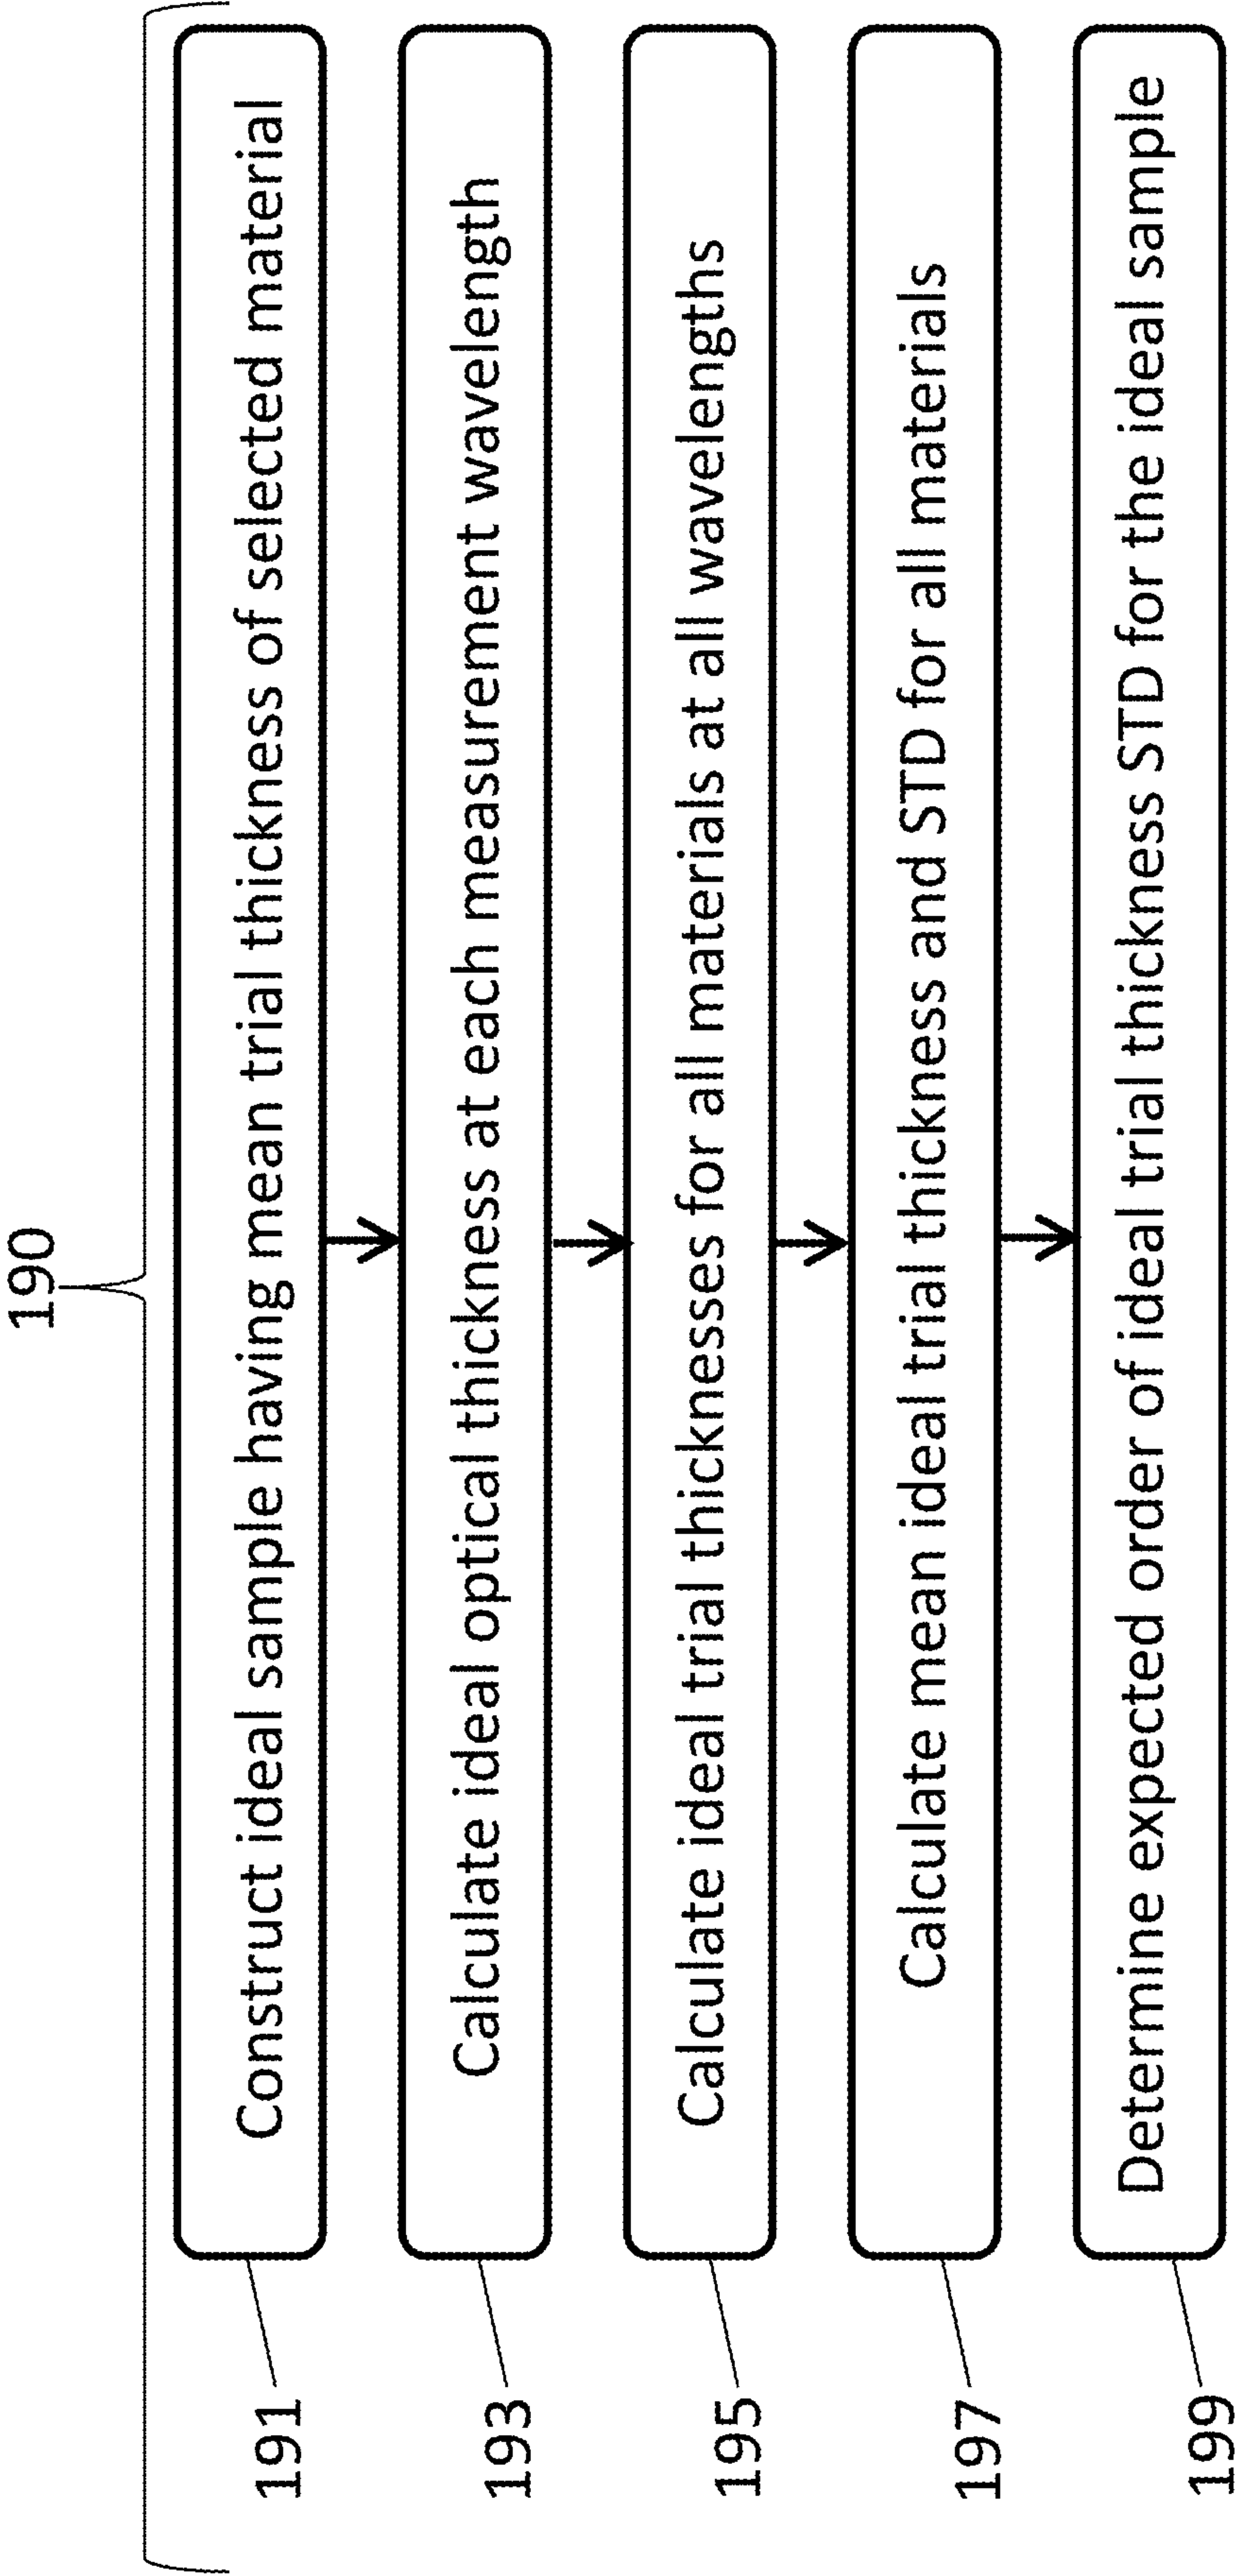 190
191
Construct ideal sample having mean trial thickness of selected material
193
Calculate ideal optical thickness at each measurement wavelength
195
Calculate ideal trial thicknesses for all materials at all wavelengths
197
Calculate mean ideal trial thickness and STD for all materials
199
Determine expected order of ideal trial thickness STD for the ideal sample